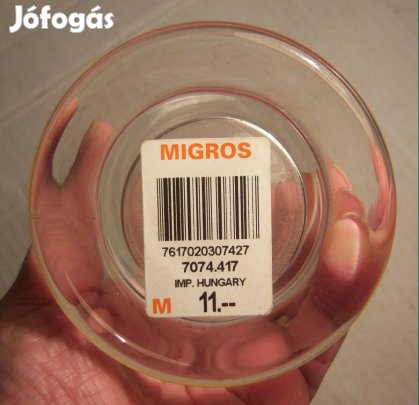 Jófogás
MIGROS
7617020307427
7074.417
IMP. HUNGARY
M 11.--